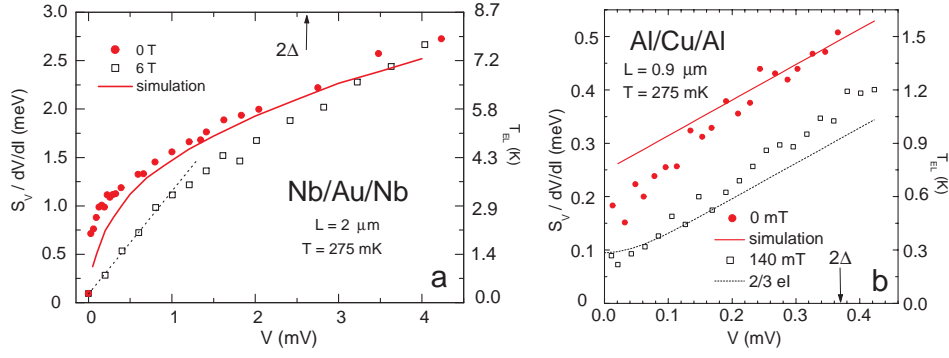 3.0
2.5
2.0
1.5
1.0
0.5
0
S_V / dV/dI (meV)
0 T
6 T
simulation
2Δ
Nb/Au/Nb
L = 2 μm
T = 275 mK
a
8.7
7.2
5.8
4.3
2.9
1.4
0.0
T_EL (K)
0
1
2
3
4
V (mV)
0.5
0.4
0.3
0.2
0.1
0.0
S_V / dV/dI (meV)
Al/Cu/Al
L = 0.9 μm
T = 275 mK
0 mT
simulation
140 mT
2/3 eI
2Δ
b
1.5
1.2
0.9
0.6
0.3
0.0
T_EL (K)
0.0
0.1
0.2
0.3
0.4
V (mV)